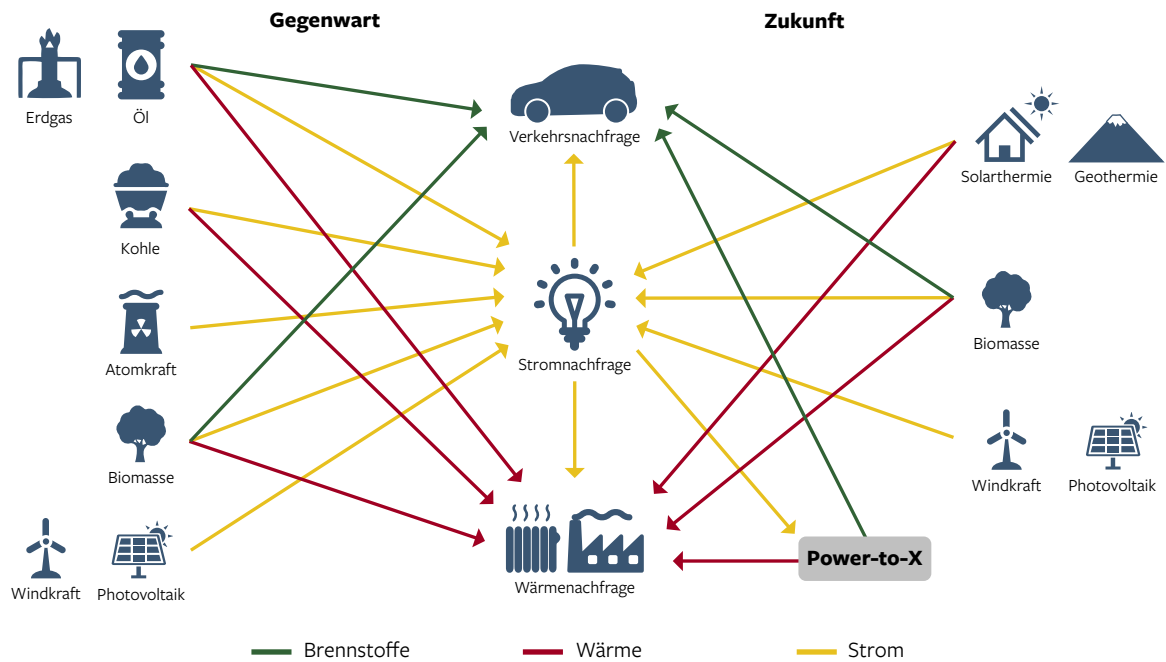 Gegenwart
Zukunft
Erdgas
Öl
Verkehrsnachfrage
Solarthermie
Geothermie
Kohle
Atomkraft
Stromnachfrage
Biomasse
Biomasse
Windkraft
Photovoltaik
Windkraft
Photovoltaik
Wärmenachfrage
Power-to-X
Brennstoffe
Wärme
Strom